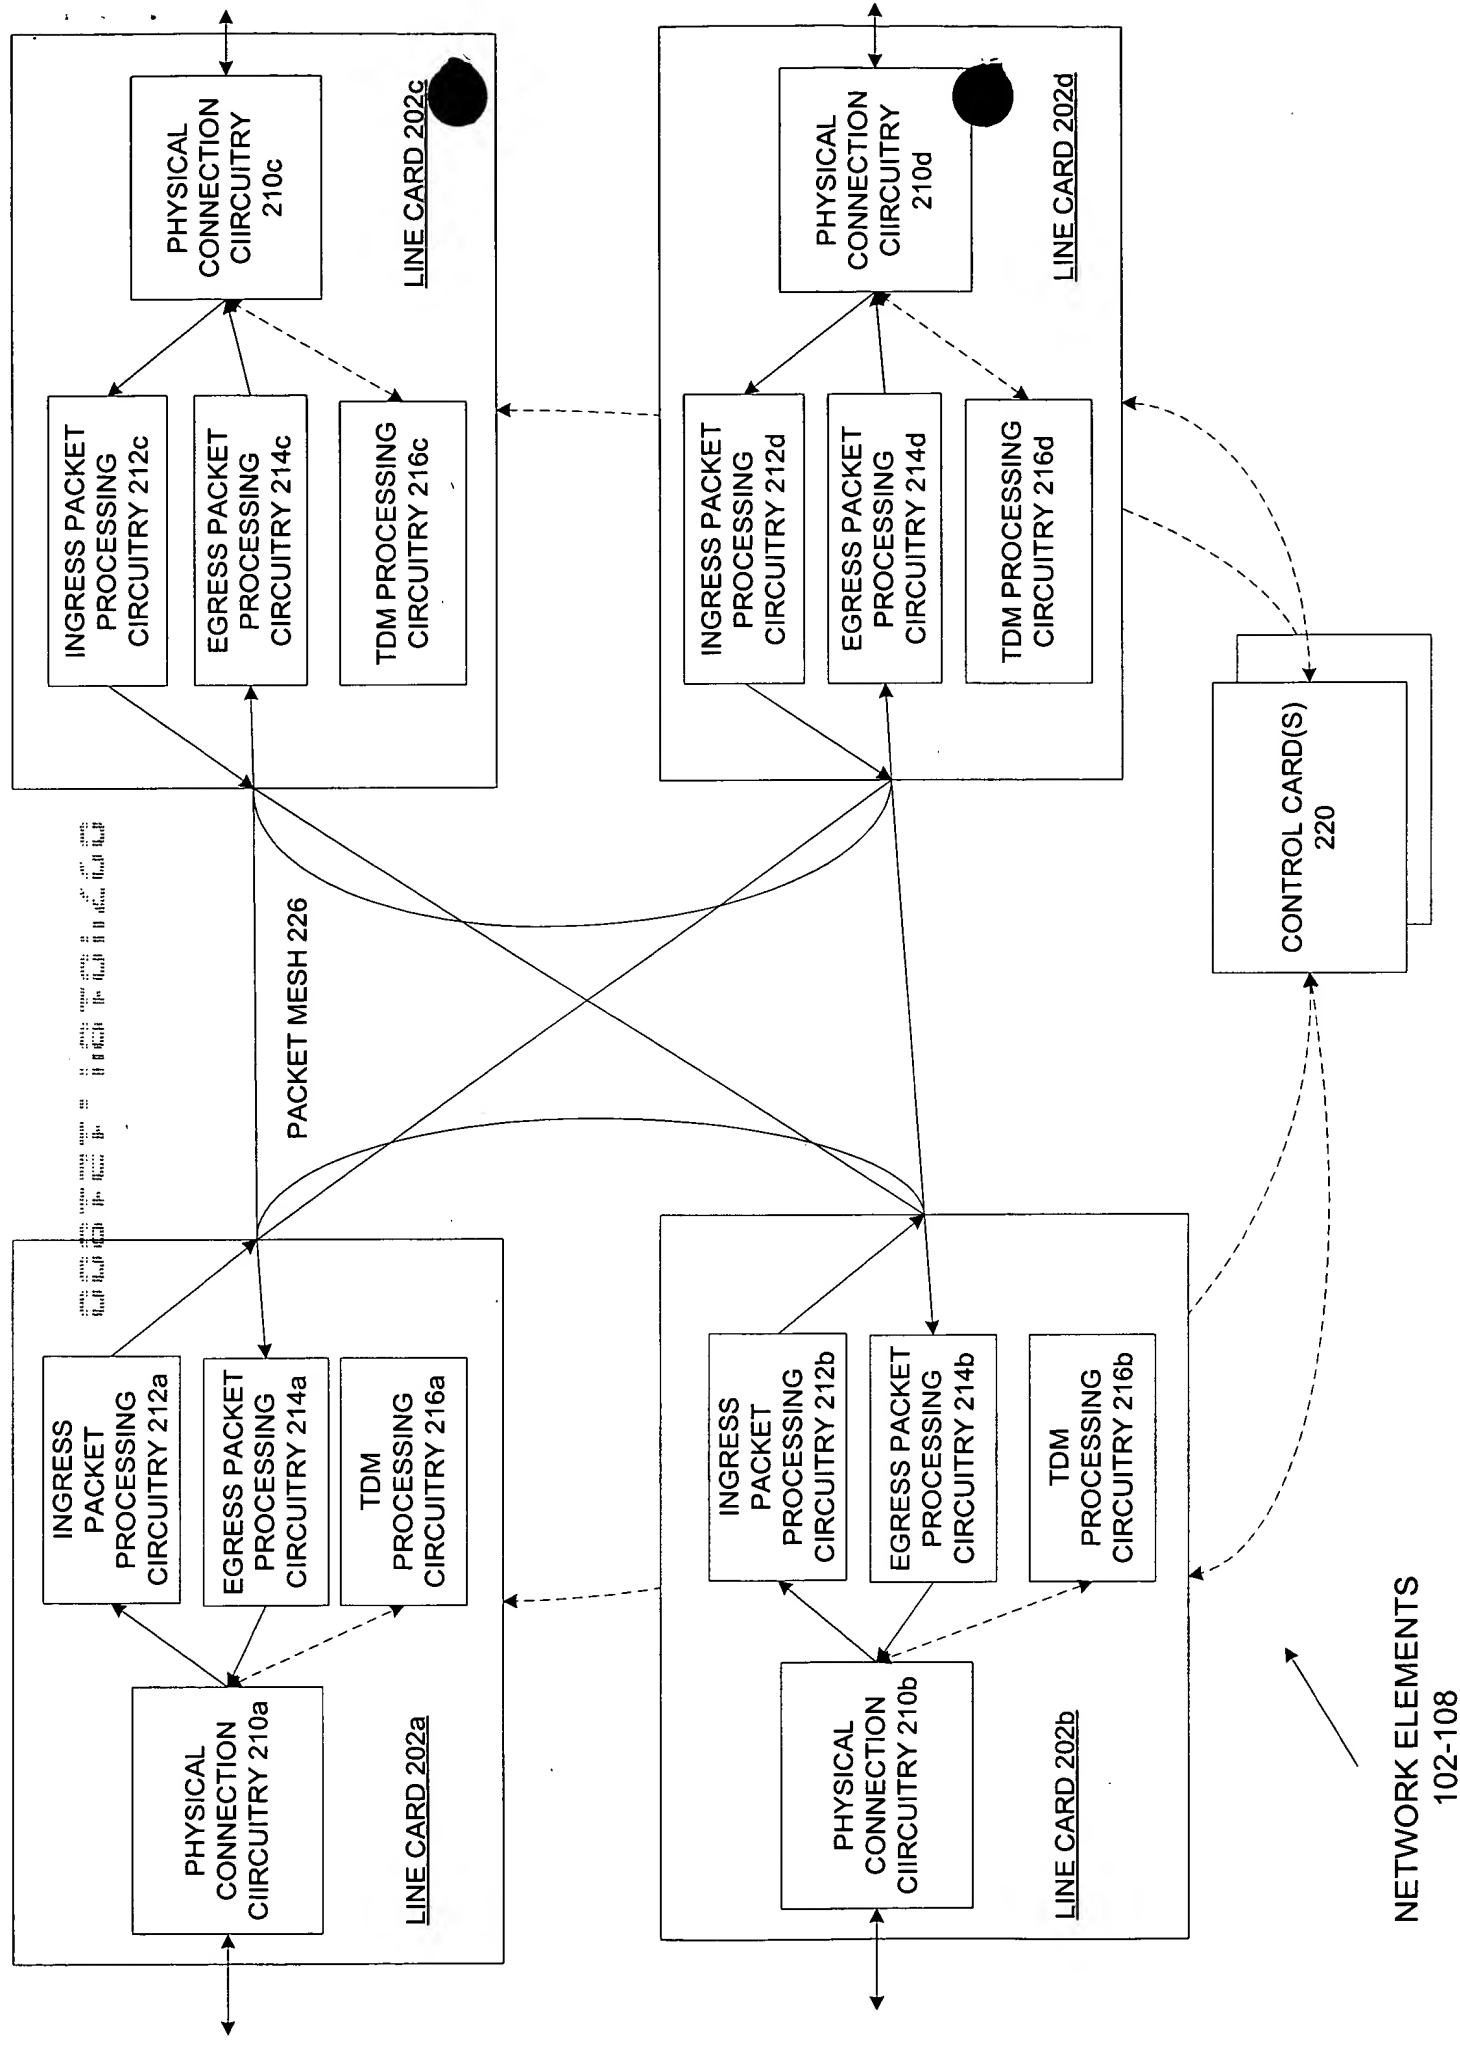 INGRESS
PACKET
PROCESSING
CIRCUITRY 212a
EGRESS PACKET
PROCESSING
CIRCUITRY 214a
TDM
PROCESSING
CIRCUITRY 216a
PHYSICAL
CONNECTION
CIIRCUITRY 210a
LINE CARD 202a
PACKET MESH 226
INGRESS PACKET
PROCESSING
CIRCUITRY 212c
EGRESS PACKET
PROCESSING
CIRCUITRY 214c
TDM PROCESSING
CIRCUITRY 216c
PHYSICAL
CONNECTION
CIIRCUITRY
210c
LINE CARD 202c
INGRESS
PACKET
PROCESSING
CIRCUITRY 212b
EGRESS PACKET
PROCESSING
CIRCUITRY 214b
TDM
PROCESSING
CIRCUITRY 216b
PHYSICAL
CONNECTION
CIIRCUITRY 210b
LINE CARD 202b
INGRESS PACKET
PROCESSING
CIRCUITRY 212d
EGRESS PACKET
PROCESSING
CIRCUITRY 214d
TDM PROCESSING
CIRCUITRY 216d
PHYSICAL
CONNECTION
CIIRCUITRY
210d
LINE CARD 202d
CONTROL CARD(S)
220
NETWORK ELEMENTS
102-108